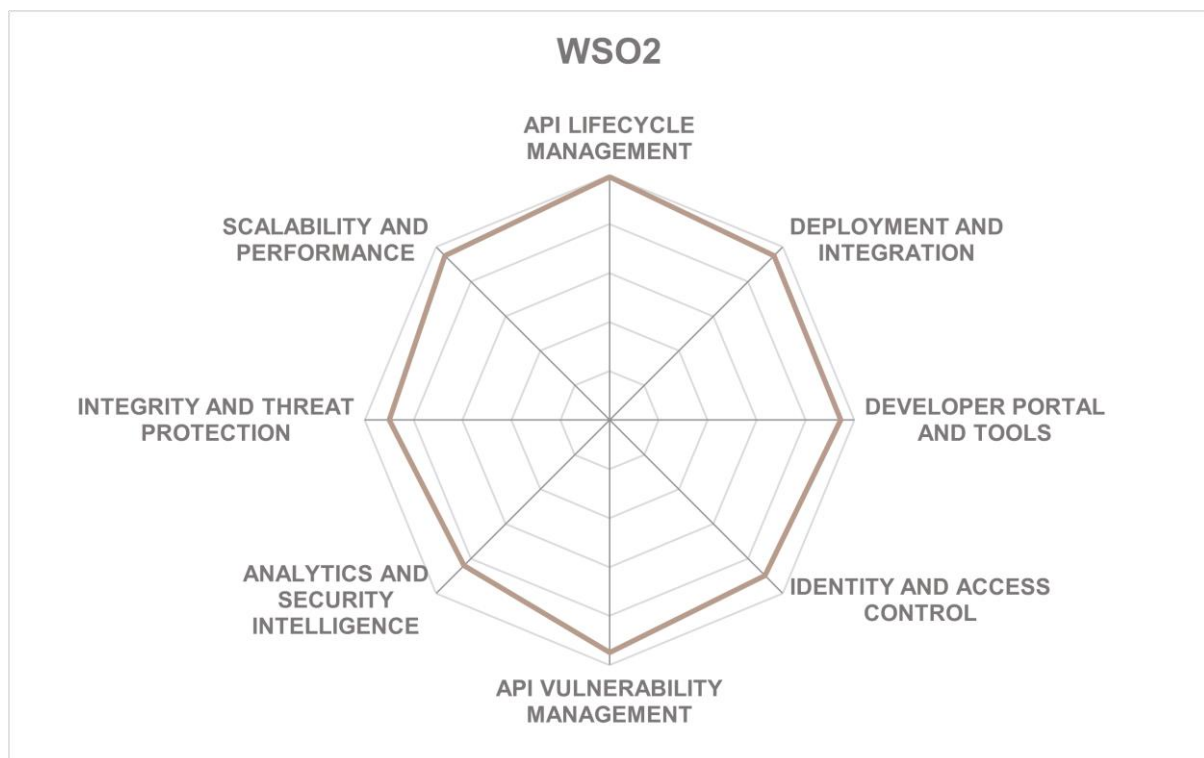 WSO2
API LIFECYCLE
MANAGEMENT
SCALABILITY AND
PERFORMANCE
DEPLOYMENT AND
INTEGRATION
INTEGRITY AND THREAT
PROTECTION
DEVELOPER PORTAL
AND TOOLS
ANALYTICS AND
SECURITY
INTELLIGENCE
IDENTITY AND ACCESS
CONTROL
API VULNERABILITY
MANAGEMENT